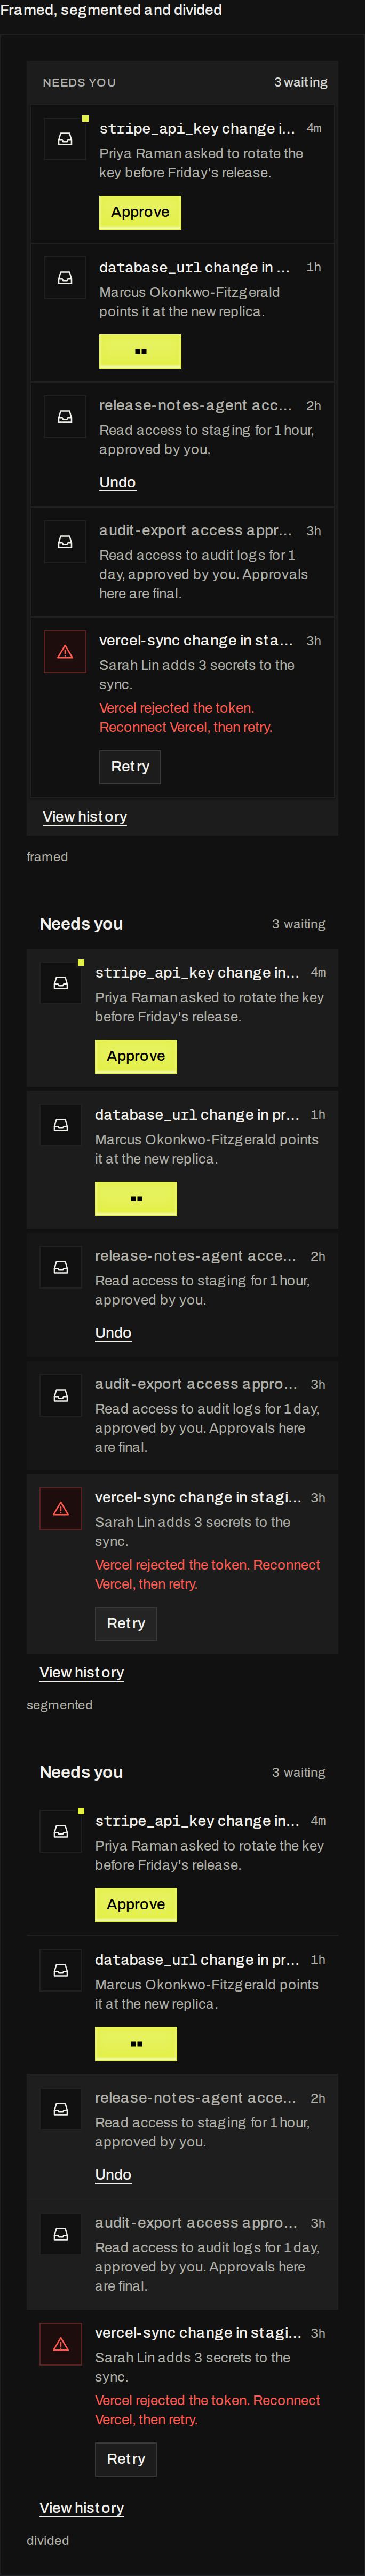 Framed, segmented and divided
NEEDS YOU
3 waiting
stripe_api_key change i... 4m
Priya Raman asked to rotate the
key before Friday's release.
Approve
database_url change in ... 1h
Marcus Okonkwo-Fitzgerald
points it at the new replica.
release-notes-agent acc... 2h
Read access to staging for 1 hour,
approved by you.
Undo
audit-export access appr... 3h
Read access to audit logs for 1
day, approved by you. Approvals
here are final.
vercel-sync change in sta... 3h
Sarah Lin adds 3 secrets to the
sync.
Vercel rejected the token.
Reconnect Vercel, then retry.
Retry
View history
framed
Needs you
3 waiting
stripe_api_key change in... 4m
Priya Raman asked to rotate the key
before Friday's release.
Approve
database_url change in pr... 1h
Marcus Okonkwo-Fitzgerald points
it at the new replica.
release-notes-agent acce... 2h
Read access to staging for 1 hour,
approved by you.
Undo
audit-export access appro... 3h
Read access to audit logs for 1 day,
approved by you. Approvals here
are final.
vercel-sync change in stagi... 3h
Sarah Lin adds 3 secrets to the
sync.
Vercel rejected the token. Reconnect
Vercel, then retry.
Retry
View history
segmented
Needs you
3 waiting
stripe_api_key change in... 4m
Priya Raman asked to rotate the key
before Friday's release.
Approve
database_url change in pr... 1h
Marcus Okonkwo-Fitzgerald points
it at the new replica.
release-notes-agent acce... 2h
Read access to staging for 1 hour,
approved by you.
Undo
audit-export access appro... 3h
Read access to audit logs for 1 day,
approved by you. Approvals here
are final.
vercel-sync change in stagi... 3h
Sarah Lin adds 3 secrets to the
sync.
Vercel rejected the token. Reconnect
Vercel, then retry.
Retry
View history
divided